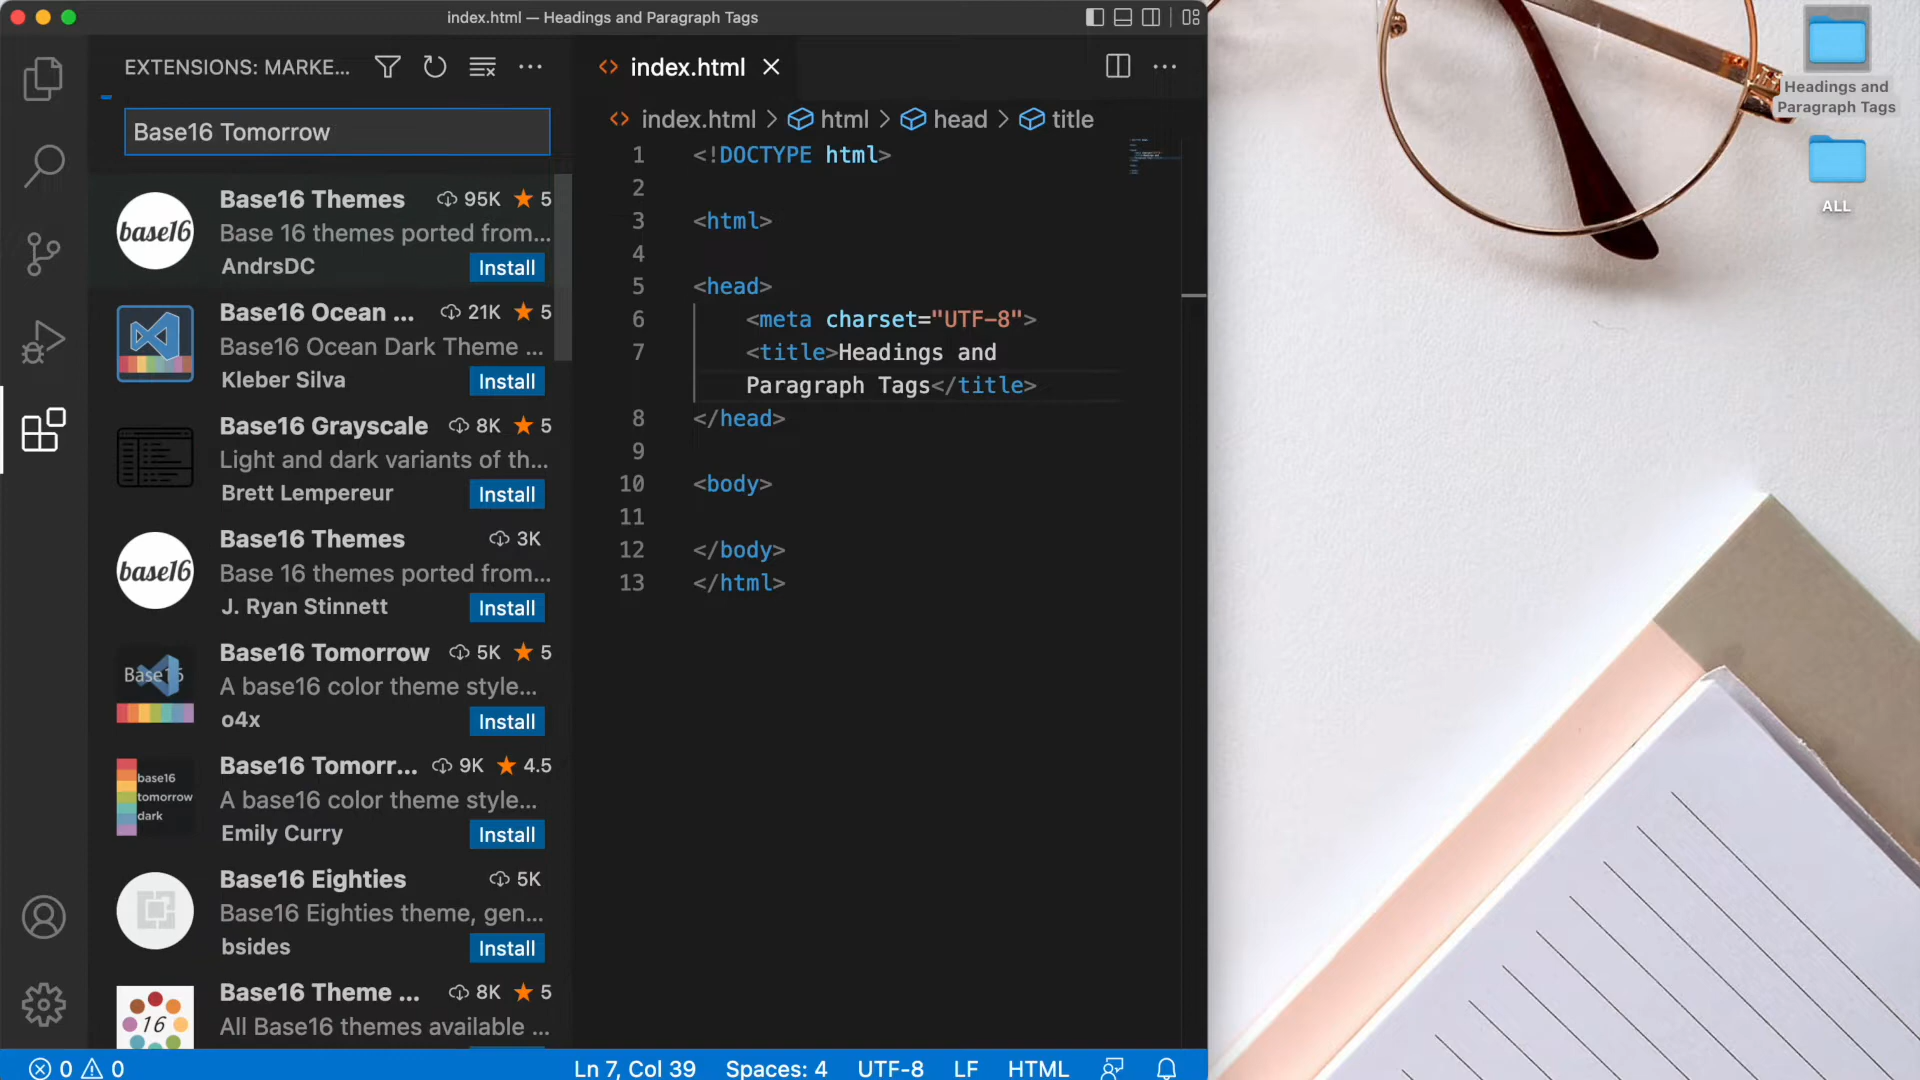 index.html — Headings and Paragraph Tags
EXTENSIONS: MARKE...
index.html
Base16 Tomorrow
index.html > html > head > title
Base16 Themes 95K 5
Base 16 themes ported from...
AndrsDC Install
Base16 Ocean ... 21K 5
Base16 Ocean Dark Theme ...
Kleber Silva Install
Base16 Grayscale 8K 5
Light and dark variants of th...
Brett Lempereur Install
Base16 Themes 3K
Base 16 themes ported from...
J. Ryan Stinnett Install
Base16 Tomorrow 5K 5
A base16 color theme style...
o4x Install
Base16 Tomorr... 9K 4.5
A base16 color theme style...
Emily Curry Install
Base16 Eighties 5K
Base16 Eighties theme, gen...
bsides Install
Base16 Theme ... 8K 5
All Base16 themes available ...
base16
base16
Base16
base16
tomorrow
dark
16
1 <!DOCTYPE html>
2
3 <html>
4
5 <head>
6 <meta charset="UTF-8">
7 <title>Headings and
Paragraph Tags</title>
8 </head>
9
10 <body>
11
12 </body>
13 </html>
0 0
Ln 7, Col 39 Spaces: 4 UTF-8 LF HTML
Headings and
Paragraph Tags
ALL